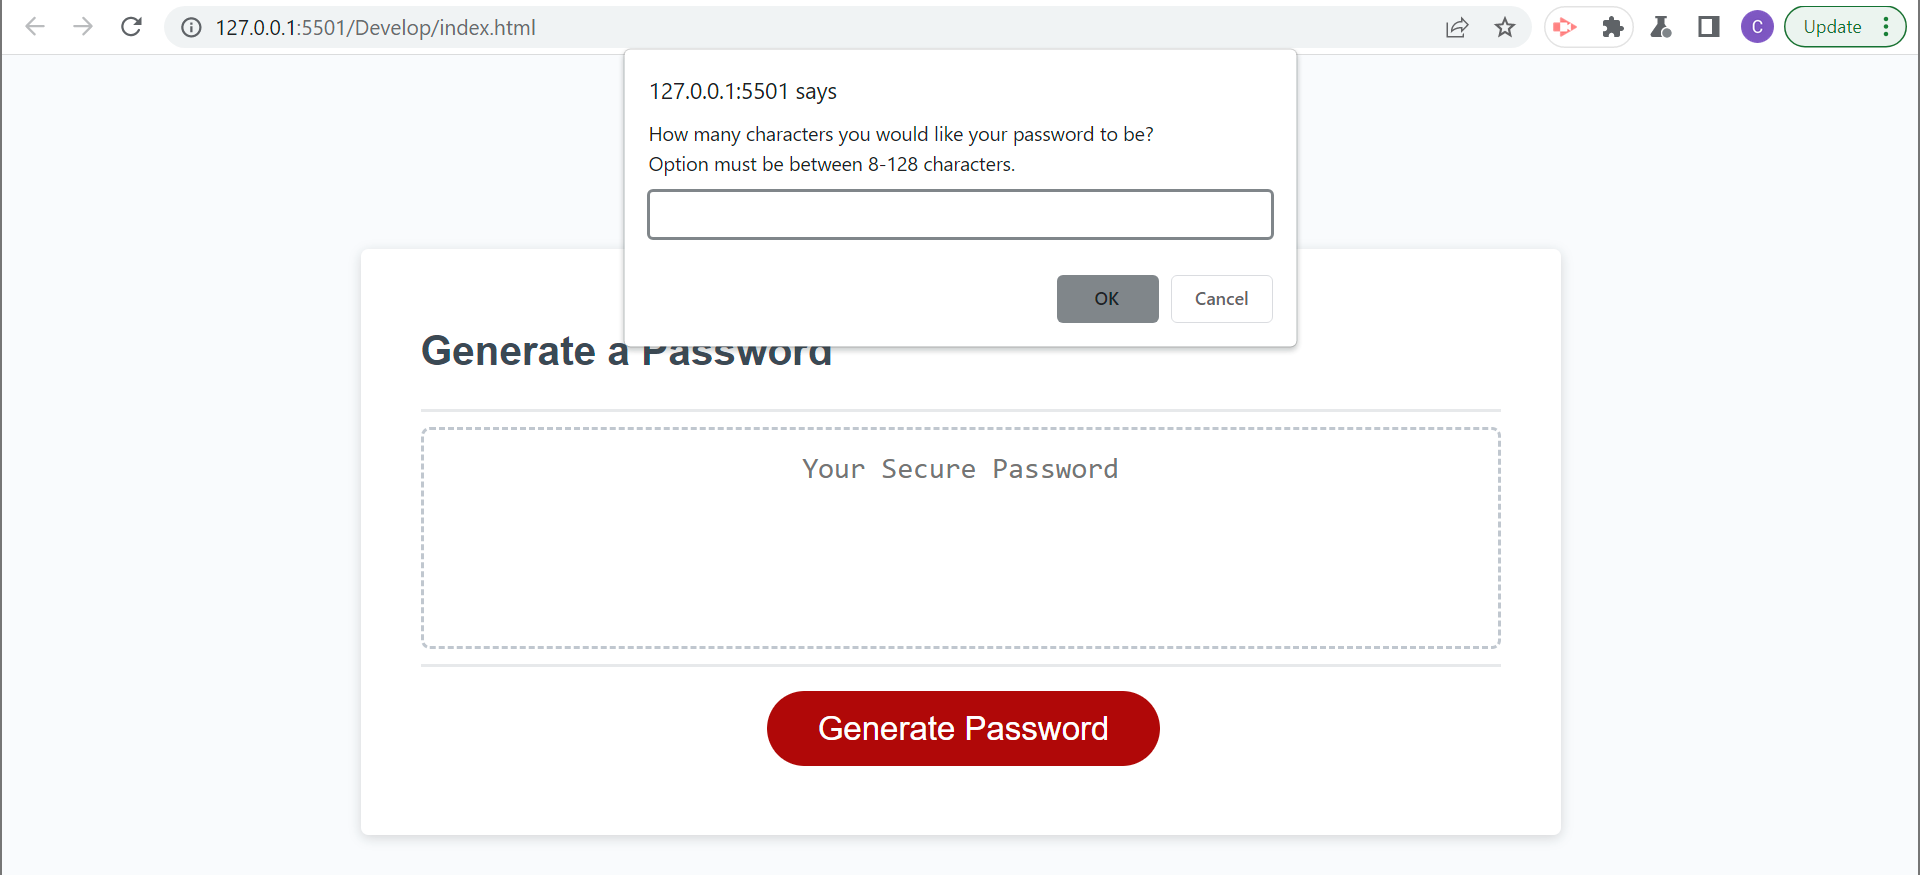 127.0.0.1:5501/Develop/index.html
C
Update
127.0.0.1:5501 says
How many characters you would like your password to be?
Option must be between 8-128 characters.
OK
Cancel
Generate a Password
Your Secure Password
Generate Password